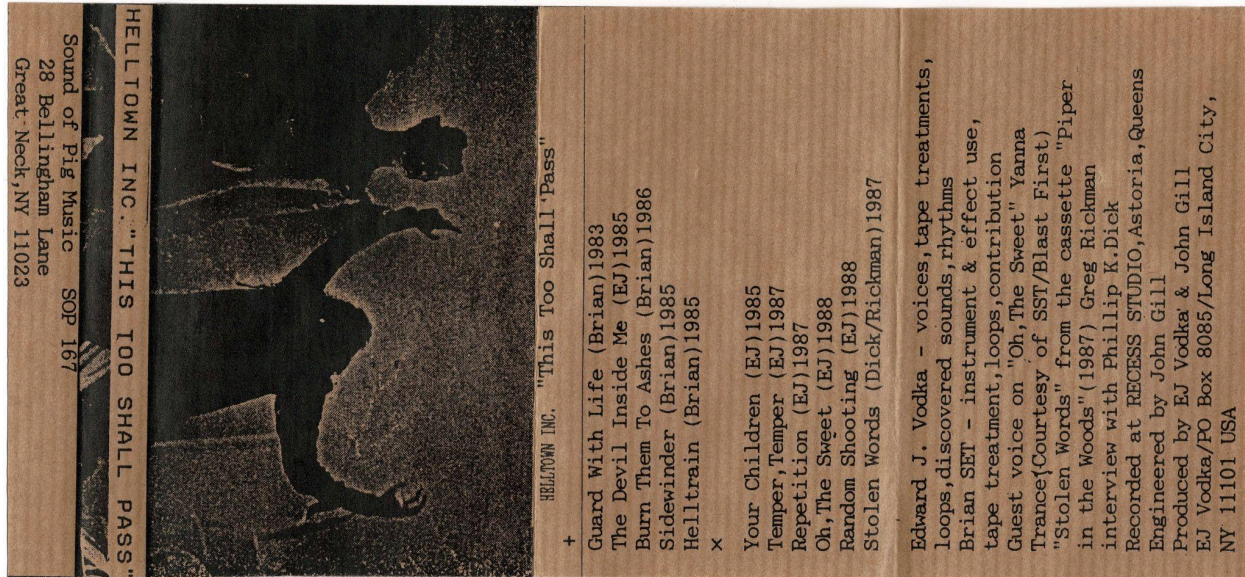 Sound of Pig Music   SOP 167
28 Bellingham Lane
Great Neck,NY 11023
HELLTOWN INC. "THIS TOO SHALL PASS"
HELLTOWN INC. "This Too Shall Pass"
+
Guard With Life (Brian)1983
The Devil Inside Me (EJ)1985
Burn Them To Ashes (Brian)1986
Sidewinder (Brian)1985
Helltrain (Brian)1985
x
Your Children (EJ)1985
Temper,Temper (EJ)1987
Repetition (EJ)1987
Oh,The Sweet (EJ)1988
Random Shooting (EJ)1988
Stolen Words (Dick/Rickman)1987
Edward J. Vodka - voices,tape treatments,
loops,discovered sounds,rhythms
Brian SET - instrument & effect use,
tape treatment,loops,contribution
Guest voice on "Oh,The Sweet" Yanna
Trance(Courtesy of SST/Blast First)
"Stolen Words" from the cassette "Piper
in the Woods"(1987) Greg Rickman
interview with Phillip K.Dick
Recorded at RECESS STUDIO,Astoria,Queens
Engineered by John Gill
Produced by EJ Vodka & John Gill
EJ Vodka/PO Box 8085/Long Island City,
NY 11101 USA